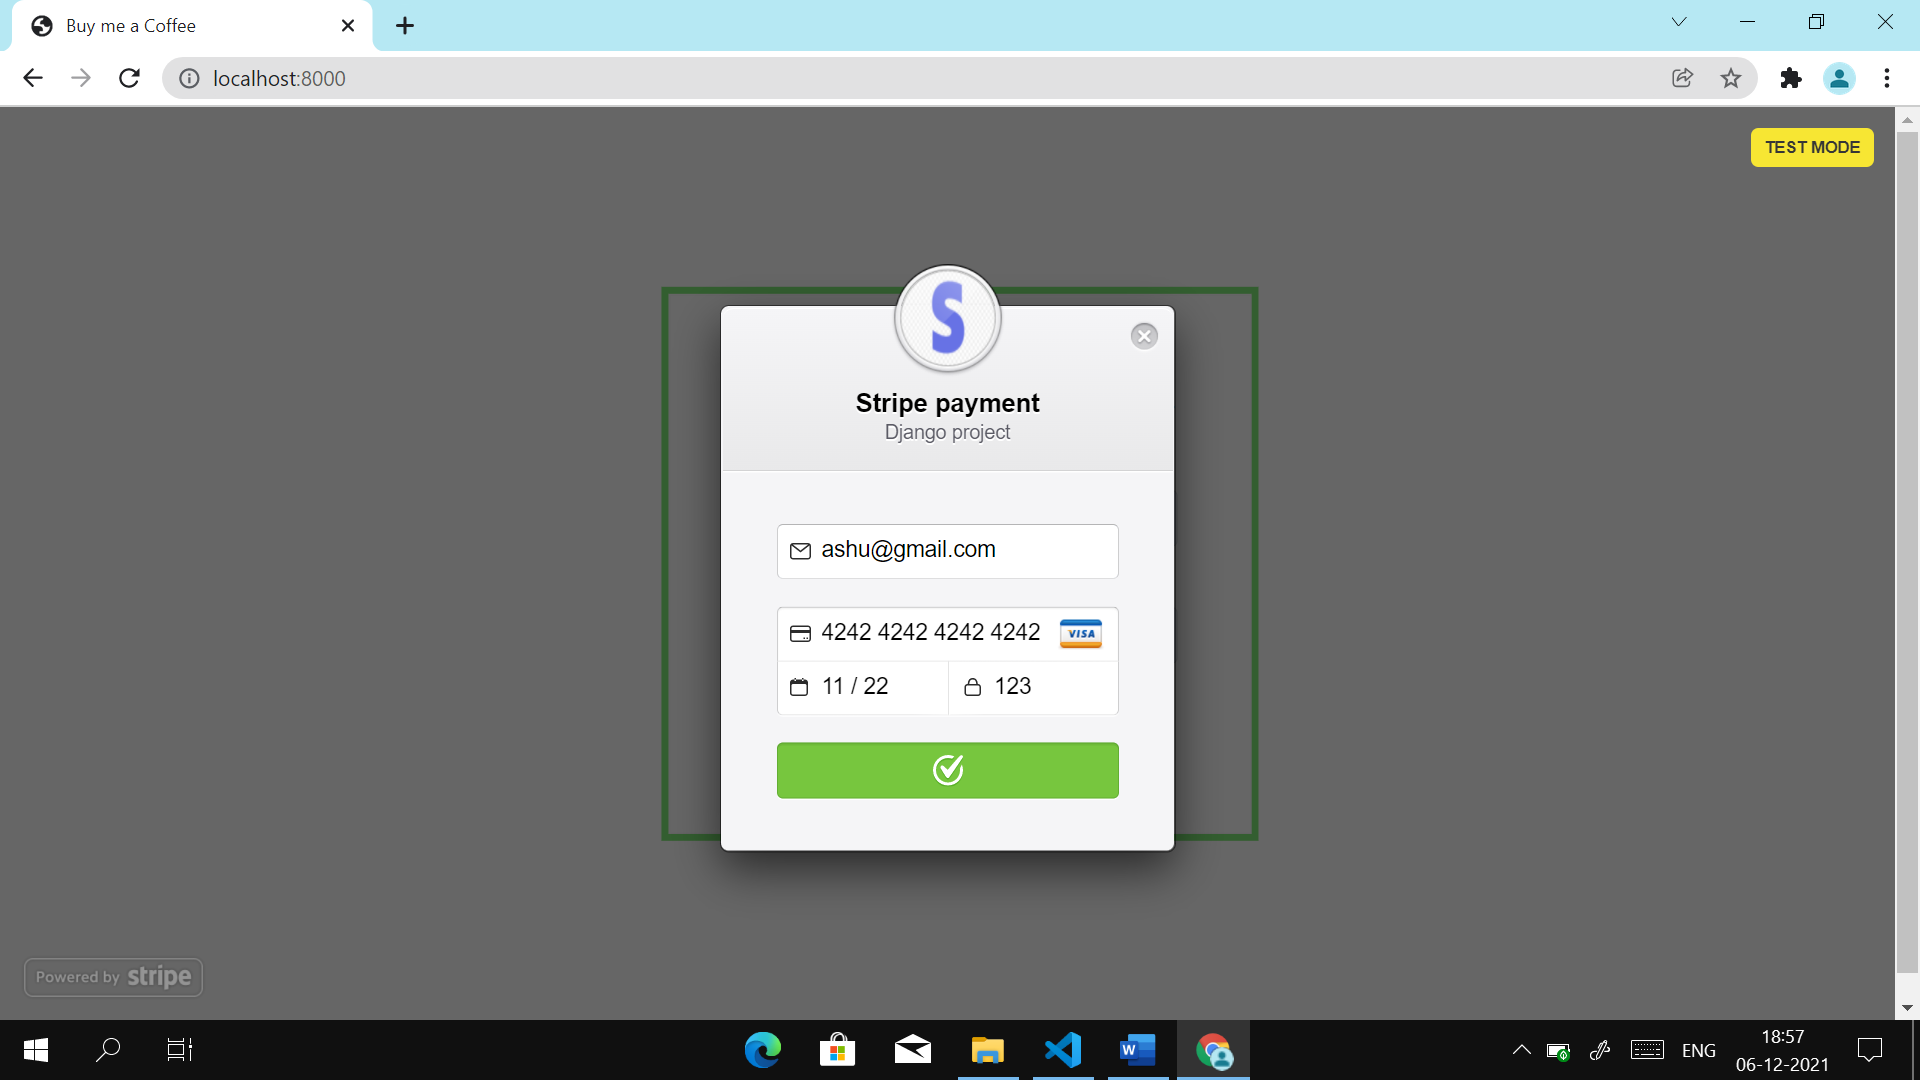 Buy me a Coffee
localhost:8000
TEST MODE
S
Stripe payment
Django project
ashu@gmail.com
4242 4242 4242 4242 VISA
11 / 22 123
Powered by stripe
W
ENG
18:57
06-12-2021